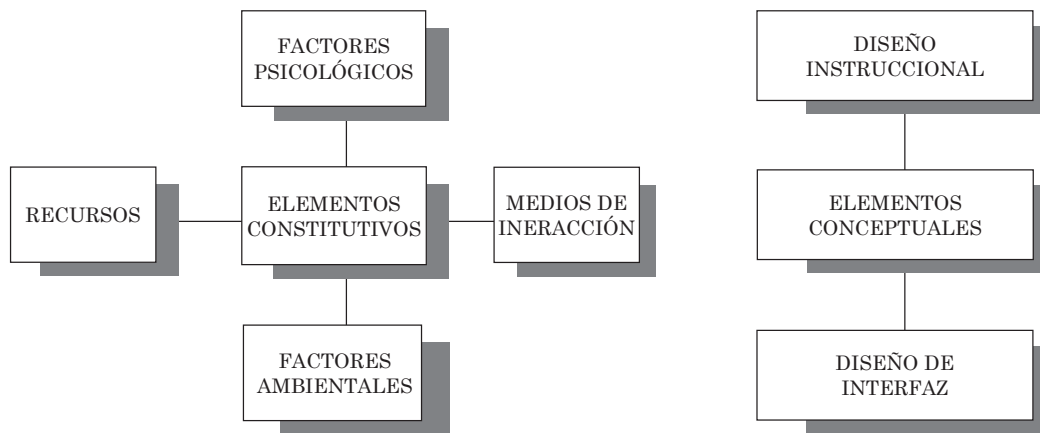 FACTORES
PSICOLÓGICOS
RECURSOS
ELEMENTOS
CONSTITUTIVOS
MEDIOS DE
INERACCIÓN
FACTORES
AMBIENTALES
DISEÑO
INSTRUCCIONAL
ELEMENTOS
CONCEPTUALES
DISEÑO DE
INTERFAZ